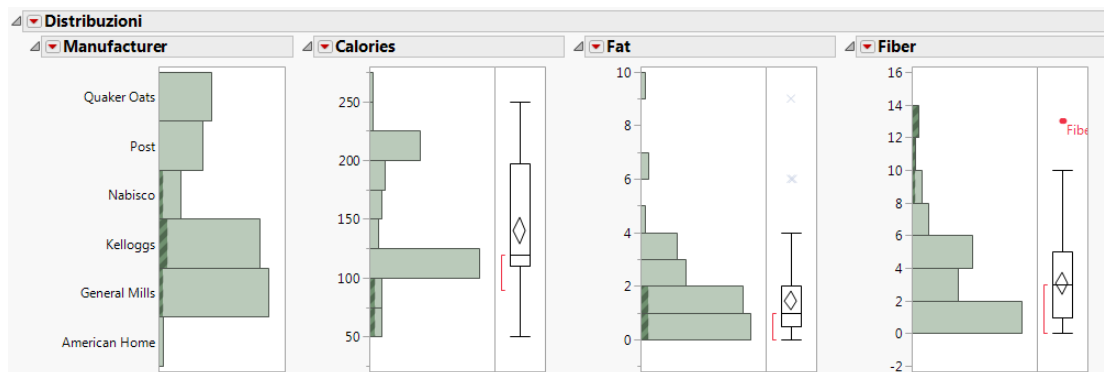 Distribuzioni
Manufacturer
Quaker Oats
Post
Nabisco
Kelloggs
General Mills
American Home
Calories
250
200
150
100
50
Fat
10
8
6
4
2
0
Fiber
16
14
12
10
8
6
4
2
0
-2
Fibe